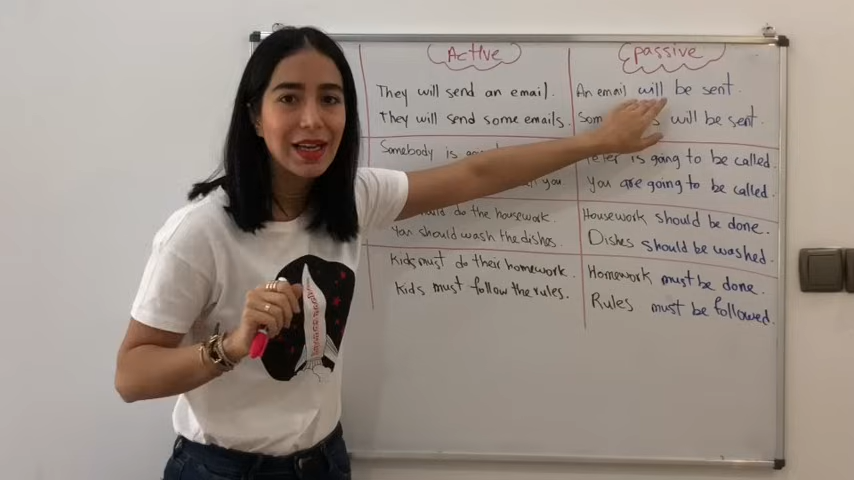 Active
passive
They will send an email.
An email will be sent.
They will send some emails.
will be sent.
Somebody is
is going to be called.
you.
you are going to be called.
do the housework.
Housework should be done.
You should wash the dishes.
Dishes should be washed.
Kids must do their homework.
Homework must be done.
Kids must follow the rules.
Rules must be followed.